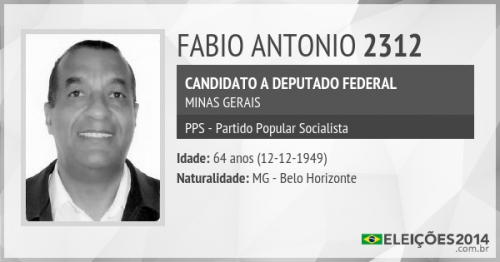 FABIO ANTONIO 2312
CANDIDATO A DEPUTADO FEDERAL
MINAS GERAIS
PPS - Partido Popular Socialista
Idade: 64 anos (12-12-1949)
Naturalidade: MG - Belo Horizonte
ELEIÇÕES2014
.com.br